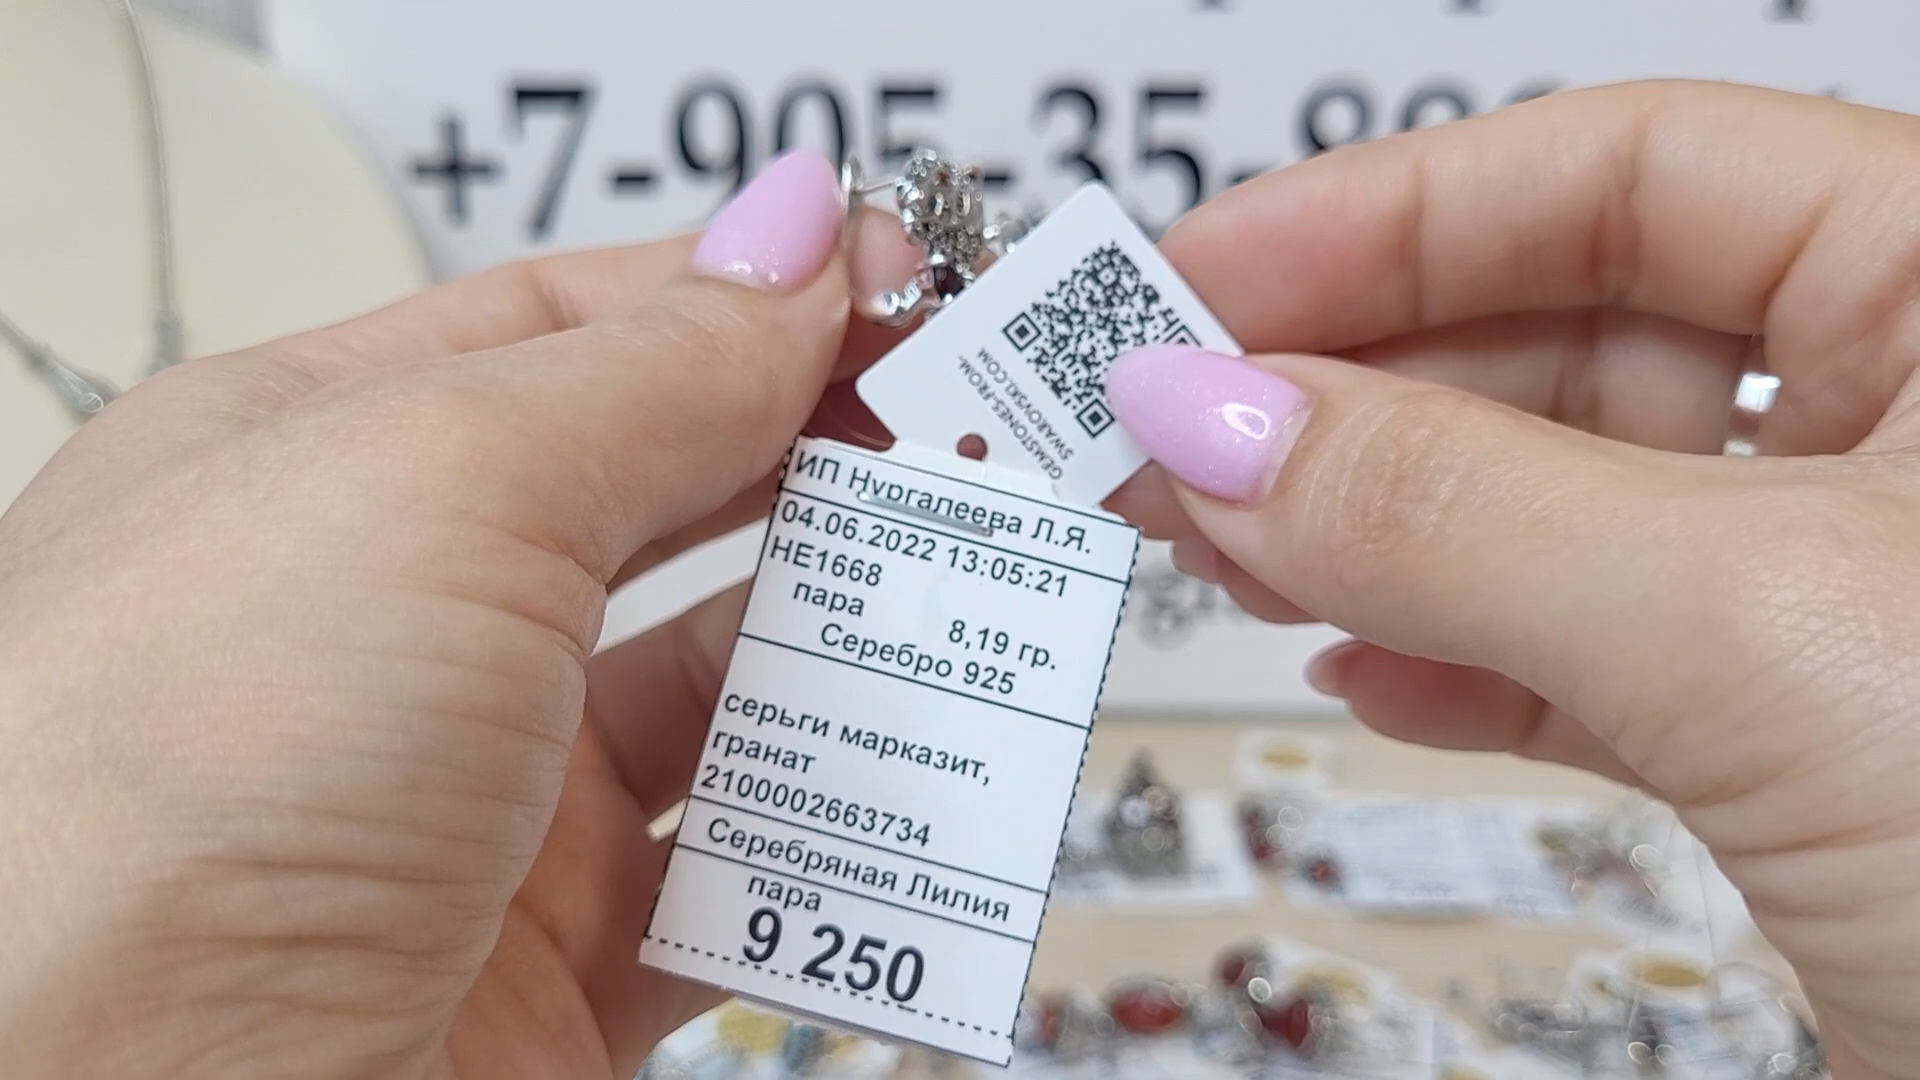 +7-905-35-8
GEMSTONES-FROM-
SWAROVSKI.COM
ИП Нургалеева Л.Я.
04.06.2022 13:05:21
НЕ1668
пара
8,19 гр.
Серебро 925
серьги марказит,
гранат
2100002663734
Серебряная Лилия
пара
9 250